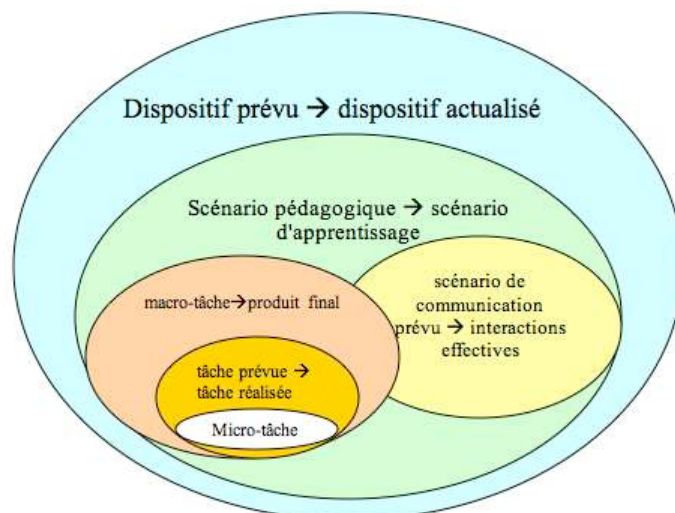 Dispositif prévu → dispositif actualisé
Scénario pédagogique → scénario
d'apprentissage
macro-tâche→produit final
scénario de
communication
prévu → interactions
effectives
tâche prévue →
tâche réalisée
Micro-tâche